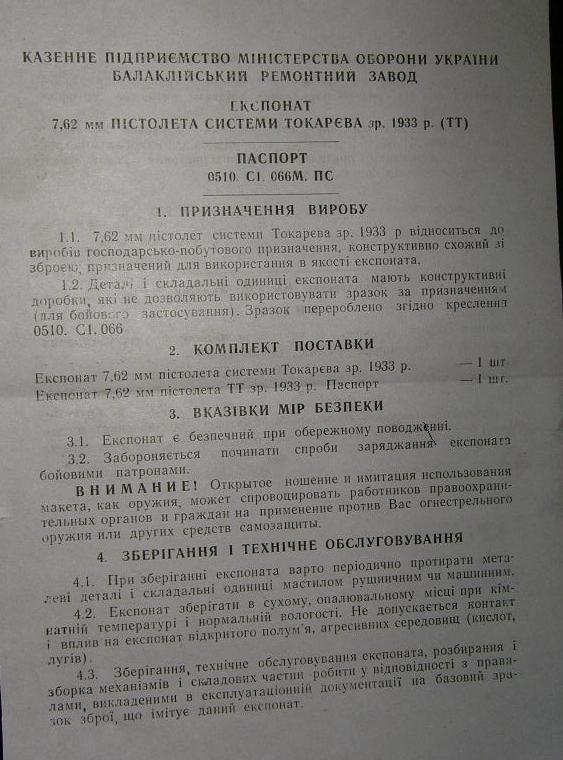 КАЗЕННЕ ПІДПРИЄМСТВО МІНІСТЕРСТВА ОБОРОНИ УКРАЇНИ
БАЛАКЛІЙСЬКИЙ РЕМОНТНИЙ ЗАВОД
ЕКСПОНАТ
7,62 мм ПІСТОЛЕТА СИСТЕМИ ТОКАРЄВА зр. 1933 р. (ТТ)
ПАСПОРТ
0510. С1. 066М. ПС
1. ПРИЗНАЧЕННЯ ВИРОБУ
1.1. 7,62 мм пістолет системи Токарєва зр. 1933 р відноситься до
виробів господарсько-побутового призначення, конструктивно схожий зі
зброєю, призначений для використання в якості експоната.
1.2. Деталі і складальні одиниці експоната мають конструктивні
доробки, які не дозволяють використовувати зразок за призначенням
(для бойового застосування). Зразок перероблено згідно креслення
0510. С1. 066
2. КОМПЛЕКТ ПОСТАВКИ
Експонат 7,62 мм пістолета системи Токарєва зр. 1933 р. — 1 шт.
Експонат 7,62 мм пістолета ТТ зр. 1933 р. Паспорт — 1 шт.
3. ВКАЗІВКИ МІР БЕЗПЕКИ
3.1. Експонат є безпечний при обережному поводженні.
3.2. Забороняється починати спроби заряджання експоната
бойовими патронами.
ВНИМАНИЕ! Открытое ношение и имитация использования
макета, как оружия, может спровоцировать работников правоохрани-
тельных органов и граждан на применение против Вас огнестрельного
оружия или других средств самозащиты.
4. ЗБЕРІГАННЯ І ТЕХНІЧНЕ ОБСЛУГОВУВАННЯ
4.1. При зберіганні експоната варто періодично протирати мета-
леві деталі і складальні одиниці мастилом рушничним чи машинним.
4.2. Експонат зберігати в сухому, опалювальному місці при кім-
натній температурі і нормальній вологості. Не допускається контакт
і вплив на експонат відкритого полум'я, агресивних середовищ (кислот,
лугів).
4.3. Зберігання, технічне обслуговування експоната, розбирання і
зборка механізмів і складових частин робити у відповідності з прави-
лами, викладеними в експлуатаційній документації на базовий зра-
зок зброї, що імітує даний експонат.